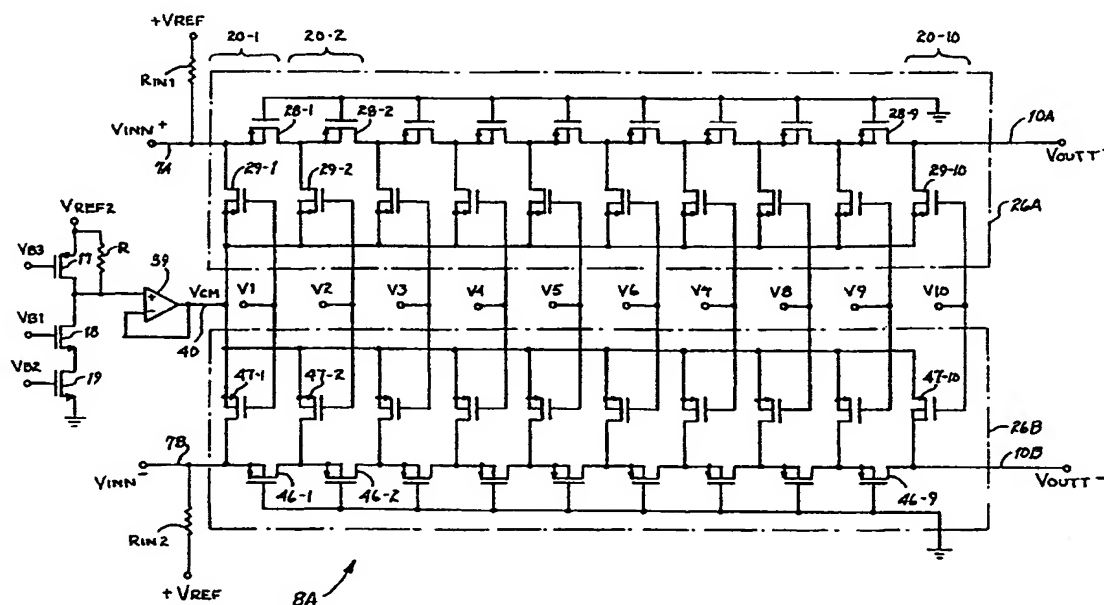 +VREF
20-1
20-2
20-10
RIN1
28-1
28-2
28-9
10A
VINN+
7A
VOUTT-
29-1
29-2
29-10
26A
VREF2
VB3
17
R
39
VCM
V1
V2
V3
V4
V5
V6
V7
V8
V9
V10
VB1
18
40
VB2
19
47-1
47-2
47-10
26B
7B
10B
VINN-
VOUTT-
46-1
46-2
46-9
RIN2
+VREF
8A